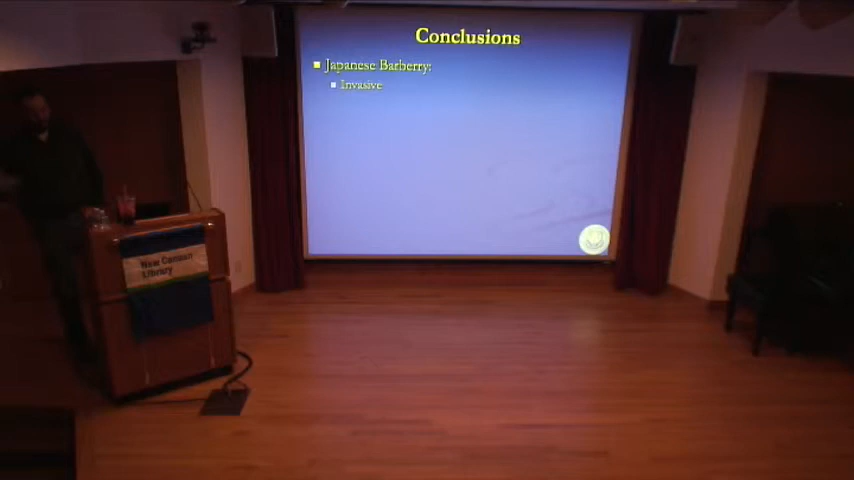 Conclusions
Japanese Barberry:
Invasive
New Canaan
Library